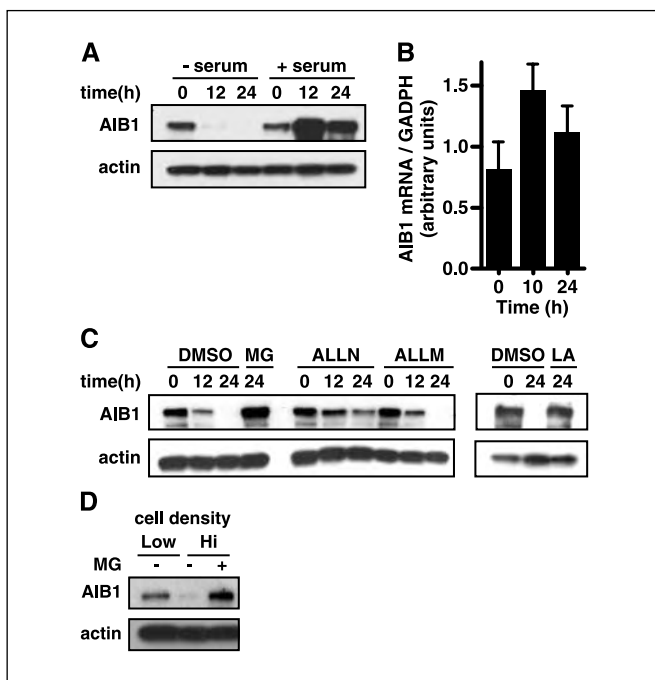 A
- serum + serum
time(h) 0 12 24 0 12 24
AIB1
actin
B
AIB1 mRNA / GADPH
(arbitrary units)
1.5
1.0
0.5
0.0
0 10 24
Time (h)
C
DMSO MG ALLN ALLM DMSO LA
time(h) 0 12 24 24 0 12 24 0 12 24 0 24 24
AIB1
actin
D
cell density
Low Hi
MG - - +
AIB1
actin